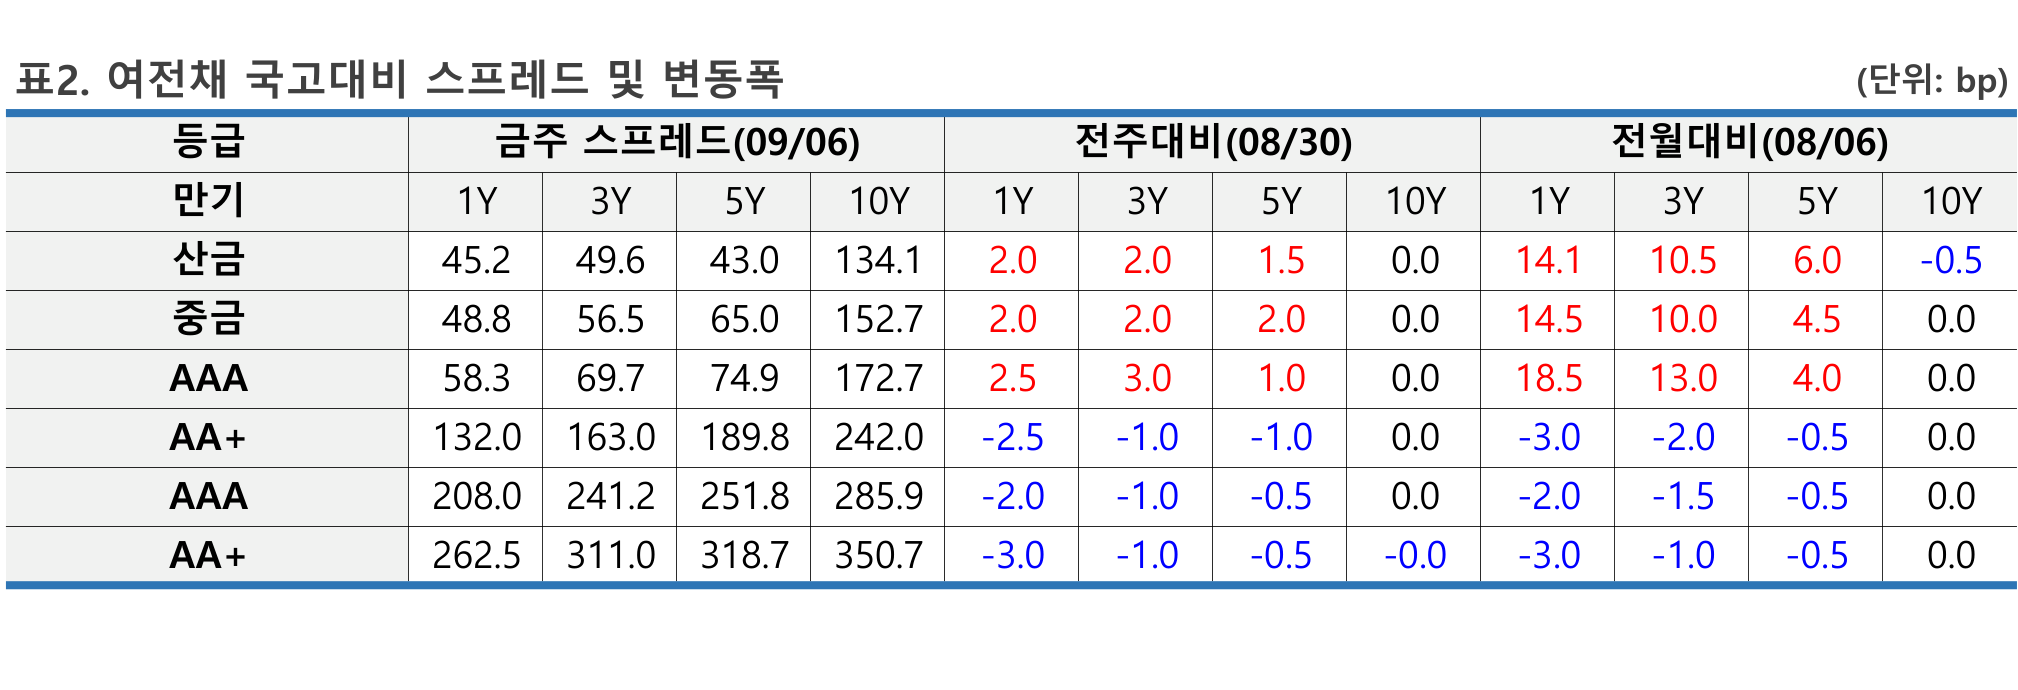 표2. 여전채 국고대비 스프레드 및 변동폭 (단위: bp)
등급 금주 스프레드(09/06) 전주대비(08/30) 전월대비(08/06)
만기 1Y 3Y 5Y 10Y 1Y 3Y 5Y 10Y 1Y 3Y 5Y 10Y
산금 45.2 49.6 43.0 134.1 2.0 2.0 1.5 0.0 14.1 10.5 6.0 -0.5
중금 48.8 56.5 65.0 152.7 2.0 2.0 2.0 0.0 14.5 10.0 4.5 0.0
AAA 58.3 69.7 74.9 172.7 2.5 3.0 1.0 0.0 18.5 13.0 4.0 0.0
AA+ 132.0 163.0 189.8 242.0 -2.5 -1.0 -1.0 0.0 -3.0 -2.0 -0.5 0.0
AAA 208.0 241.2 251.8 285.9 -2.0 -1.0 -0.5 0.0 -2.0 -1.5 -0.5 0.0
AA+ 262.5 311.0 318.7 350.7 -3.0 -1.0 -0.5 -0.0 -3.0 -1.0 -0.5 0.0